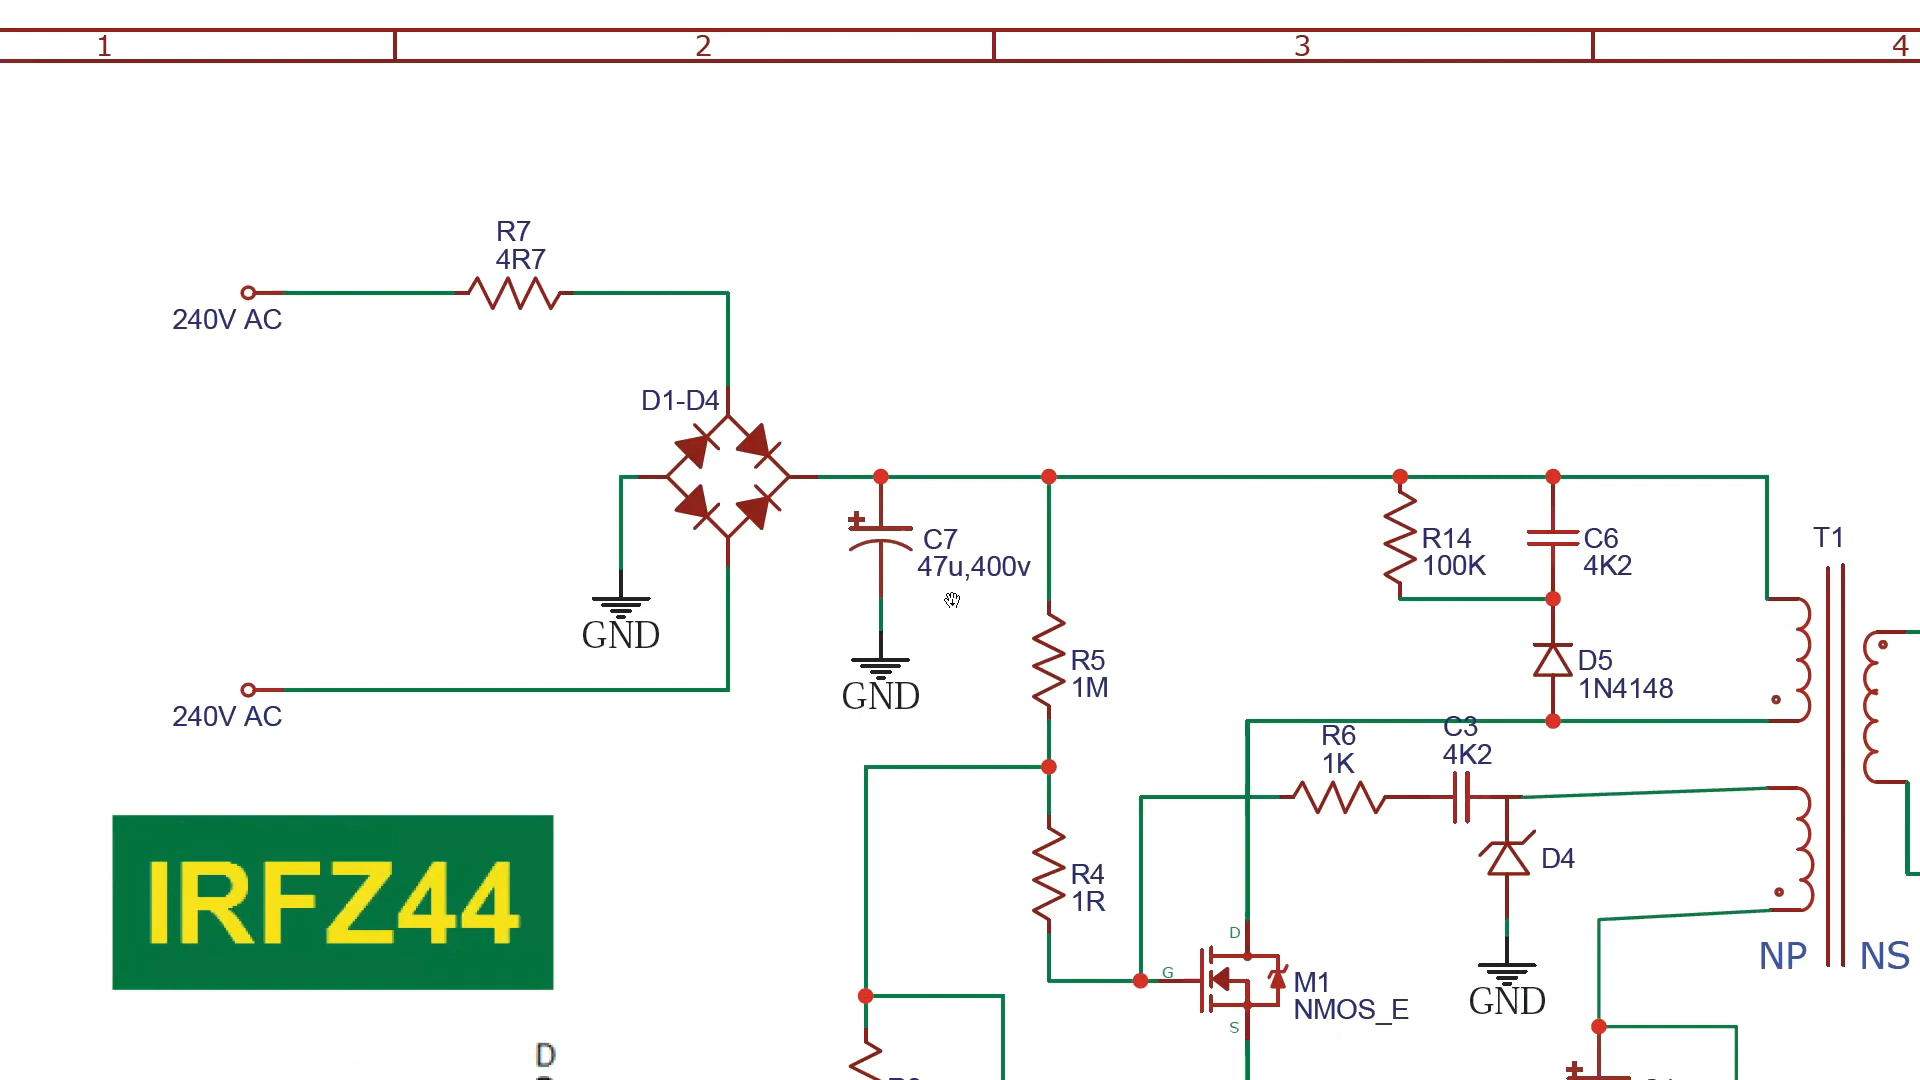 1
2
3
4
R7
4R7
240V AC
D1-D4
GND
240V AC
C7
47u,400v
GND
R5
1M
R14
100K
C6
4K2
T1
D5
1N4148
R6
1K
C3
4K2
D4
GND
R4
1R
D
G
S
M1
NMOS_E
NP
NS
IRFZ44
D